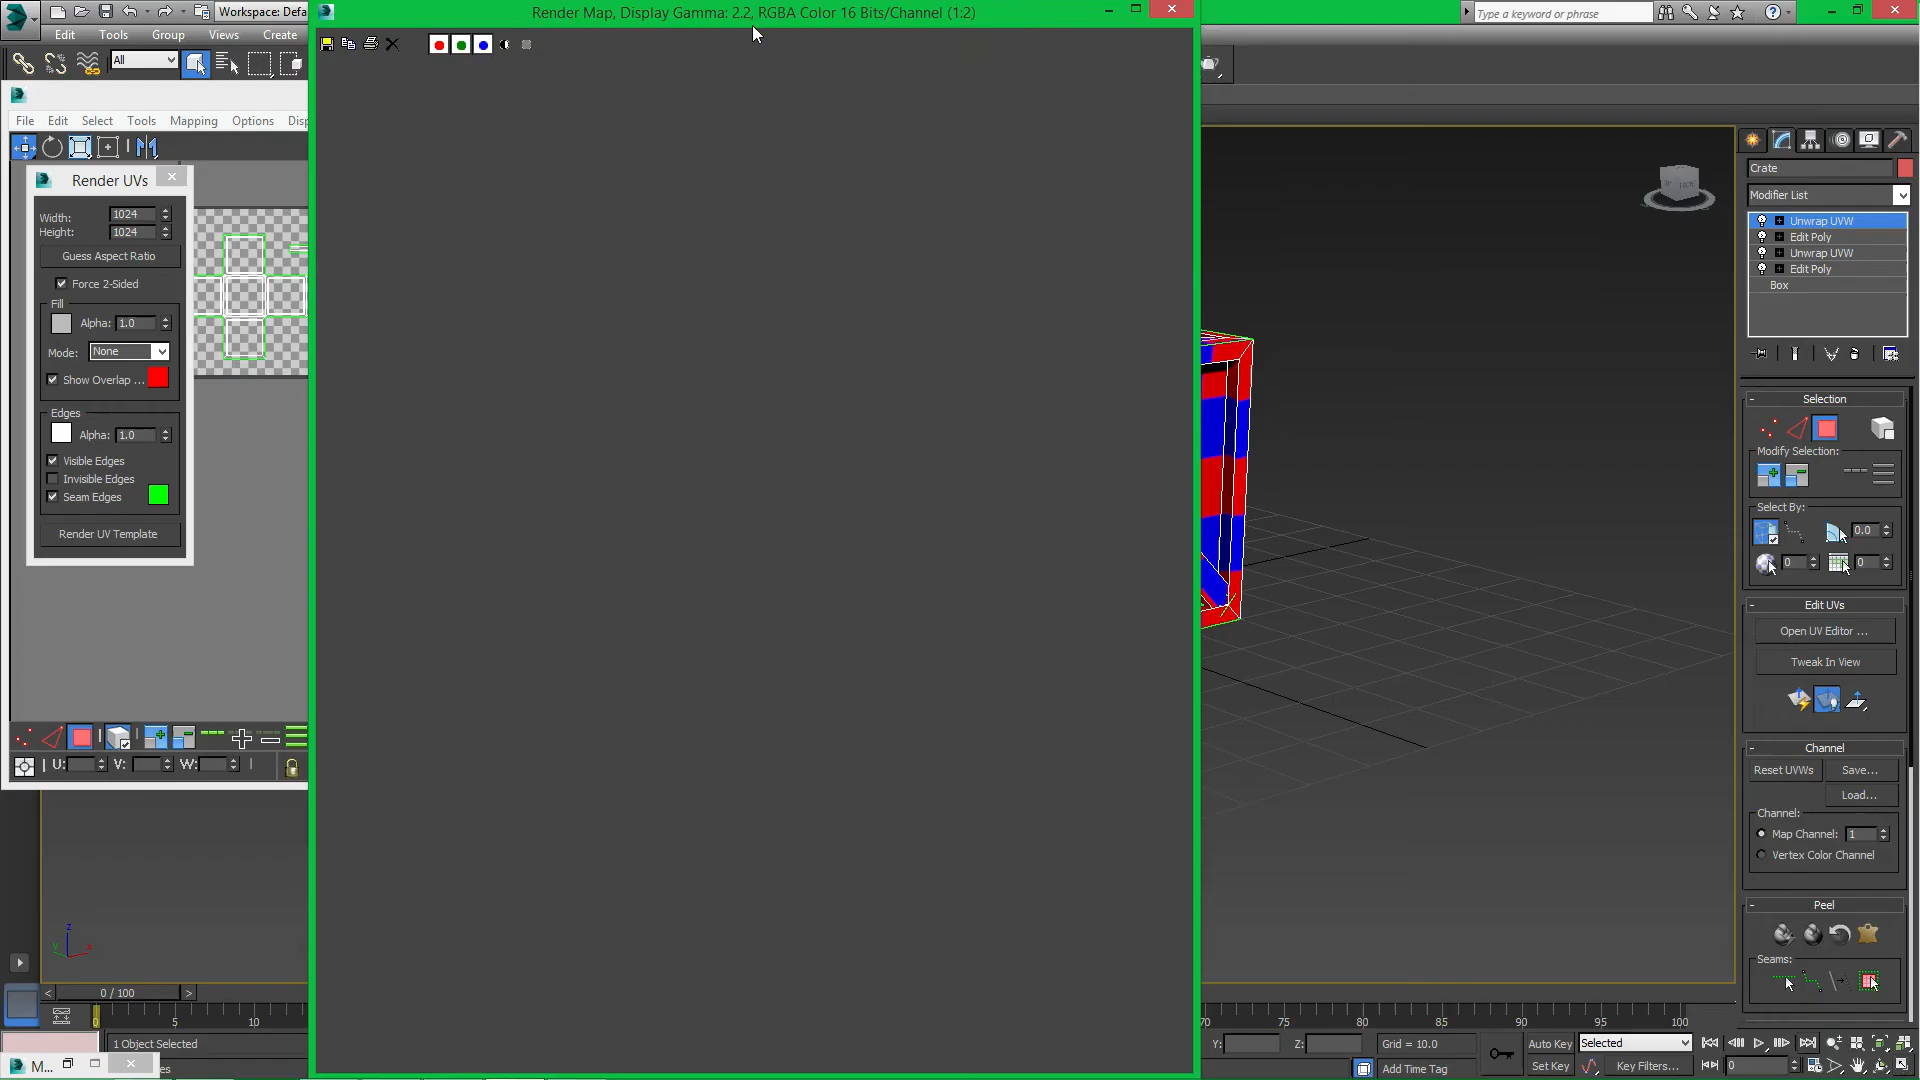 Workspace: Defa
Render Map, Display Gamma: 2.2, RGBA Color 16 Bits/Channel (1:2)
Type a keyword or phrase
Edit Tools Group Views Create
All
File Edit Select Tools Mapping Options Disp
Render UVs
Width: 1024
Height: 1024
Guess Aspect Ratio
Force 2-Sided
Fill
Alpha: 1.0
Mode: None
Show Overlap ...
Edges
Alpha: 1.0
Visible Edges
Invisible Edges
Seam Edges
Render UV Template
U: V: W:
Crate
Modifier List
Unwrap UVW
Edit Poly
Unwrap UVW
Edit Poly
Box
Selection
Modify Selection:
Select By:
0.0
0 0
Edit UVs
Open UV Editor ...
Tweak In View
Channel
Reset UVWs Save...
Load...
Channel:
Map Channel: 1
Vertex Color Channel
Peel
Seams:
z
y x
0 / 100
5 10 70 75 80 85 90 95 100
1 Object Selected
Y: Z: Grid = 10.0 Auto Key Selected
M... es Add Time Tag Set Key Key Filters... 0